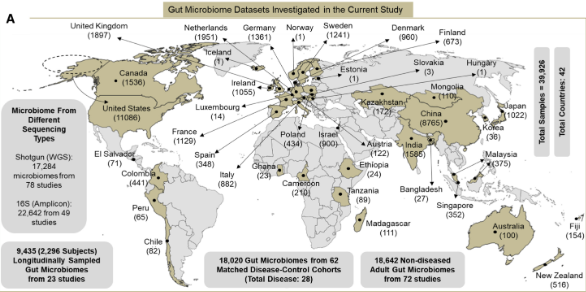 (A)
Gut Microbiome Datasets Investigated in the Current Study
United Kingdom
(1897)
Netherlands
(1951)
Germany
(1361)
Norway
(1)
Sweden
(1241)
Denmark
(960)
Finland
(673)
Iceland
(1)
Ireland
(1055)
Estonia
(1)
Slovakia
(3)
Hungary
(1)
Canada
(1536)
United States
(11086)
Luxembourg
(14)
France
(1129)
Spain
(348)
Italy
(882)
Poland
(434)
Israel
(900)
Austria
(122)
Kazakhstan
(172)
Mongolia
(110)
China
(8765)
Japan
(1022)
Korea
(36)
India
(1565)
Malaysia
(375)
Bangladesh
(27)
Singapore
(352)
El Salvador
(71)
Colombia
(441)
Peru
(65)
Chile
(82)
Ghana
(23)
Cameroon
(210)
Ethiopia
(24)
Tanzania
(89)
Madagascar
(111)
Australia
(100)
Fiji
(154)
New Zealand
(516)
Total Samples = 39,926
Total Countries: 42
Microbiome From
Different
Sequencing
Types
Shotgun (WGS):
17,284
microbiomes from
78 studies
16S (Amplicon):
22,642 from 49
studies
9,435 (2,296 Subjects)
Longitudinally Sampled
Gut Microbiomes
from 23 studies
18,020 Gut Microbiomes from 62
Matched Disease-Control Cohorts
(Total Disease: 28)
18,642 Non-diseased
Adult Gut Microbiomes
from 72 studies